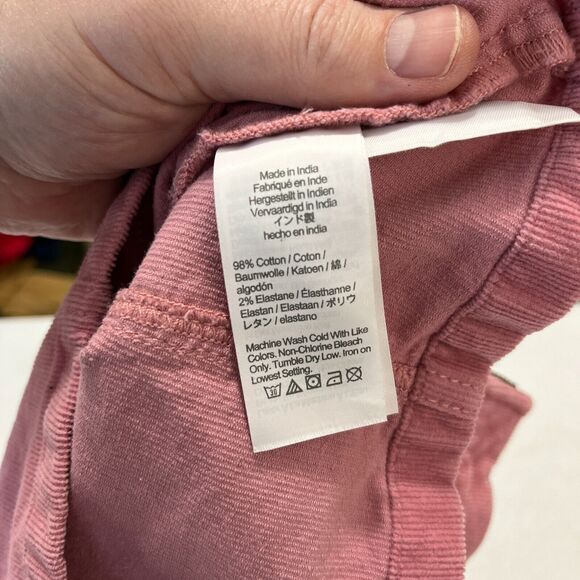 Made in India
Fabriqué en Inde
Hergestellt in Indien
Vervaardigd in India
インド製
hecho en india
98% Cotton / Coton /
Baumwolle / Katoen / 綿 /
algodón
2% Elastane / Élasthanne /
Elastan / Elastaan / ポリウ
レタン / elastano
Machine Wash Cold With Like
Colors. Non-Chlorine Bleach
Only. Tumble Dry Low. Iron on
Lowest Setting.
30